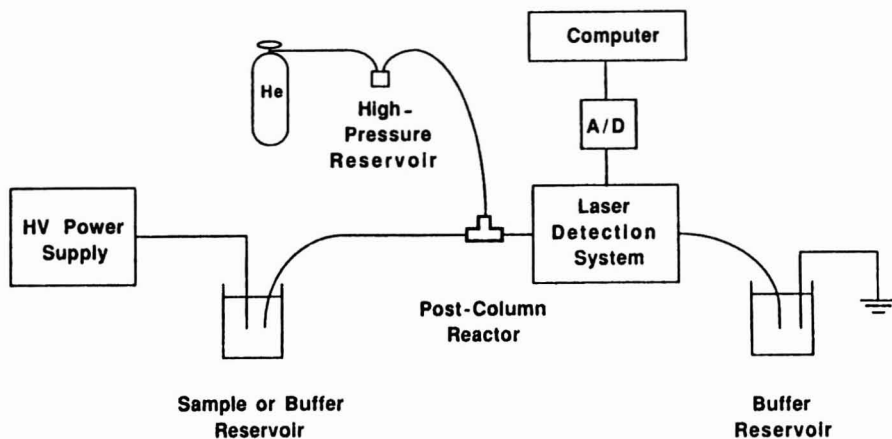 Computer
He
High-
Pressure
Reservoir
A/D
HV Power
Supply
Laser
Detection
System
Post-Column
Reactor
Sample or Buffer
Reservoir
Buffer
Reservoir